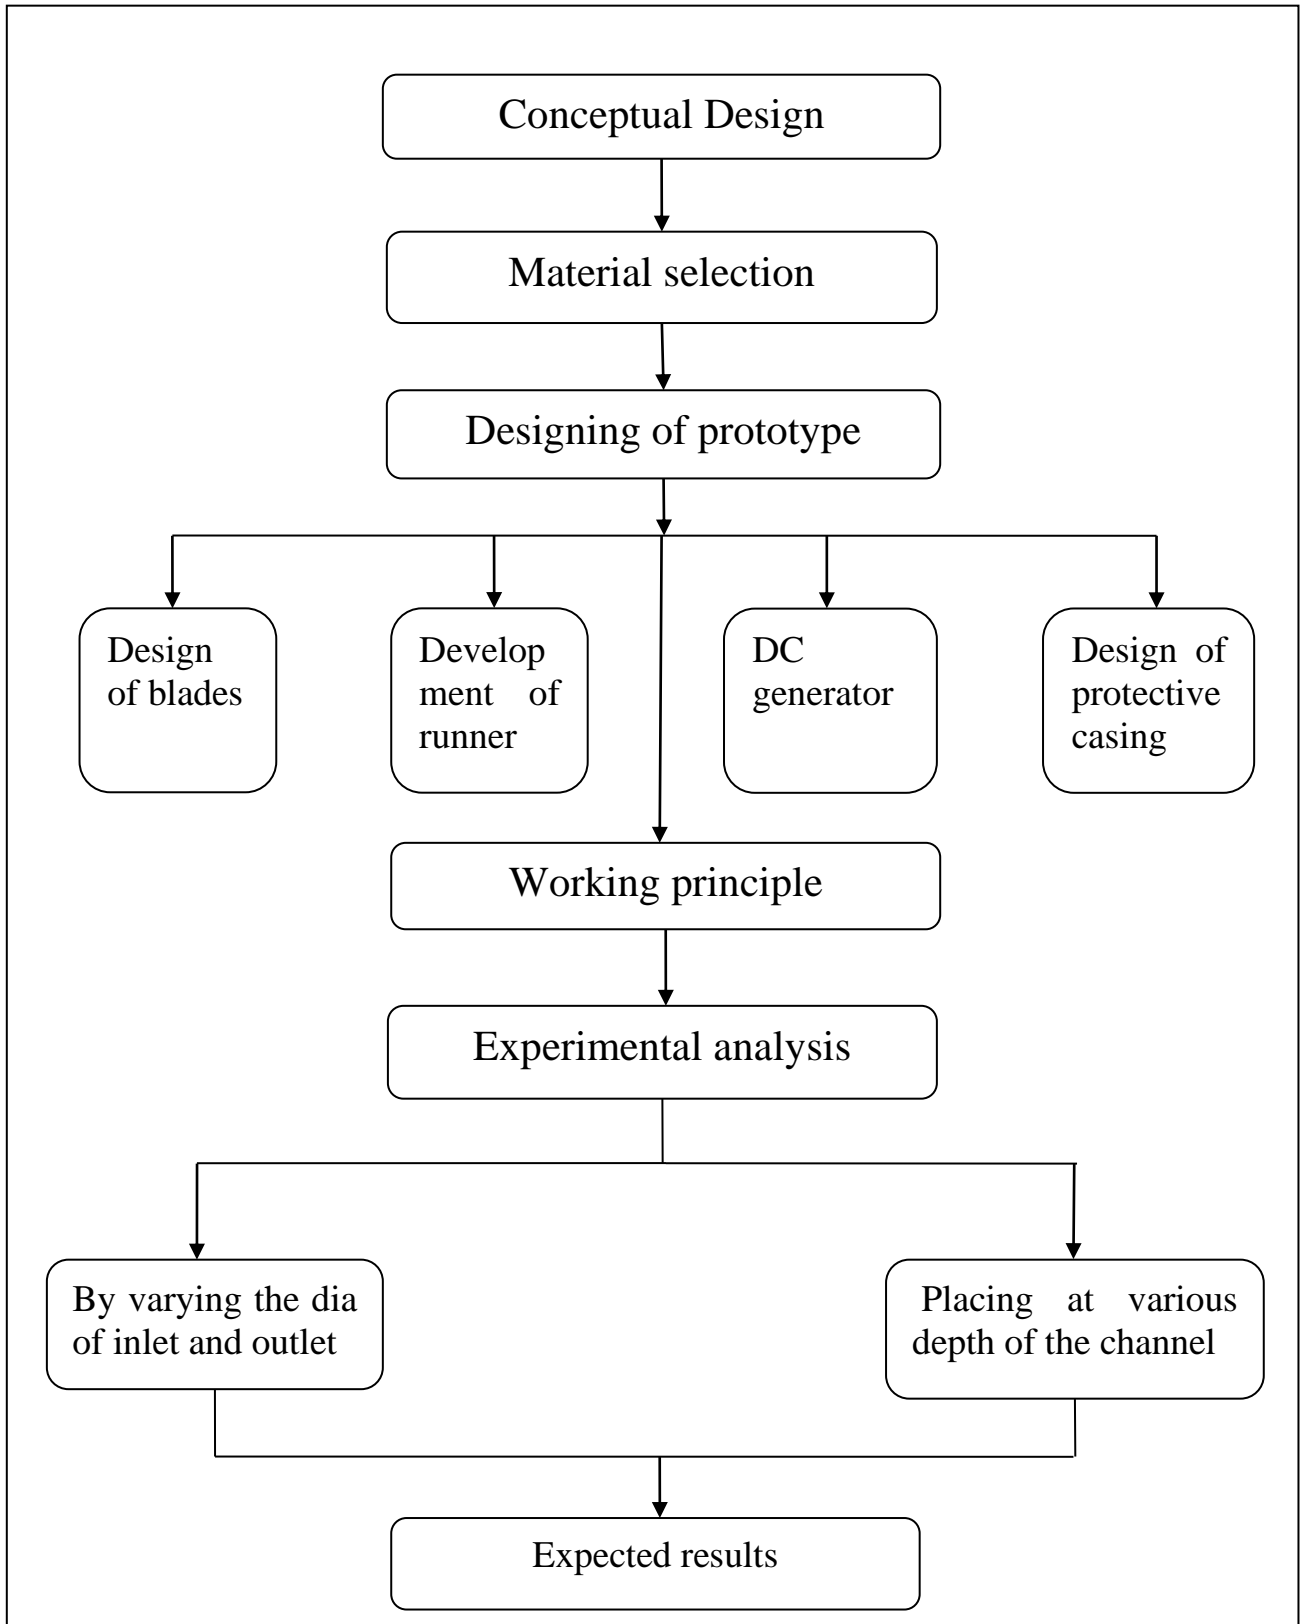 Conceptual Design
Material selection
Designing of prototype
Design
of blades
Develop
ment of
runner
DC
generator
Design of
protective
casing
Working principle
Experimental analysis
By varying the dia
of inlet and outlet
Placing at various
depth of the channel
Expected results